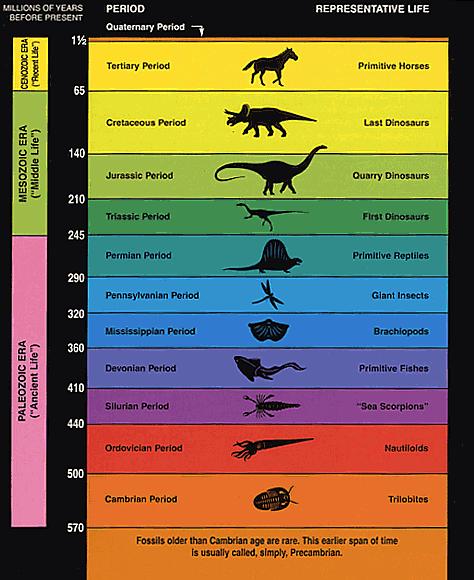 MILLIONS OF YEARS
BEFORE PRESENT
PERIOD
REPRESENTATIVE LIFE
Quaternary Period
1½
CENOZOIC ERA
("Recent Life")
Tertiary Period
Primitive Horses
65
MESOZOIC ERA
("Middle Life")
Cretaceous Period
Last Dinosaurs
140
Jurassic Period
Quarry Dinosaurs
210
Triassic Period
First Dinosaurs
245
PALEOZOIC ERA
("Ancient Life")
Permian Period
Primitive Reptiles
290
Pennsylvanian Period
Giant Insects
320
Mississippian Period
Brachiopods
360
Devonian Period
Primitive Fishes
410
Silurian Period
"Sea Scorpions"
440
Ordovician Period
Nautiloids
500
Cambrian Period
Trilobites
570
Fossils older than Cambrian age are rare. This earlier span of time
is usually called, simply, Precambrian.